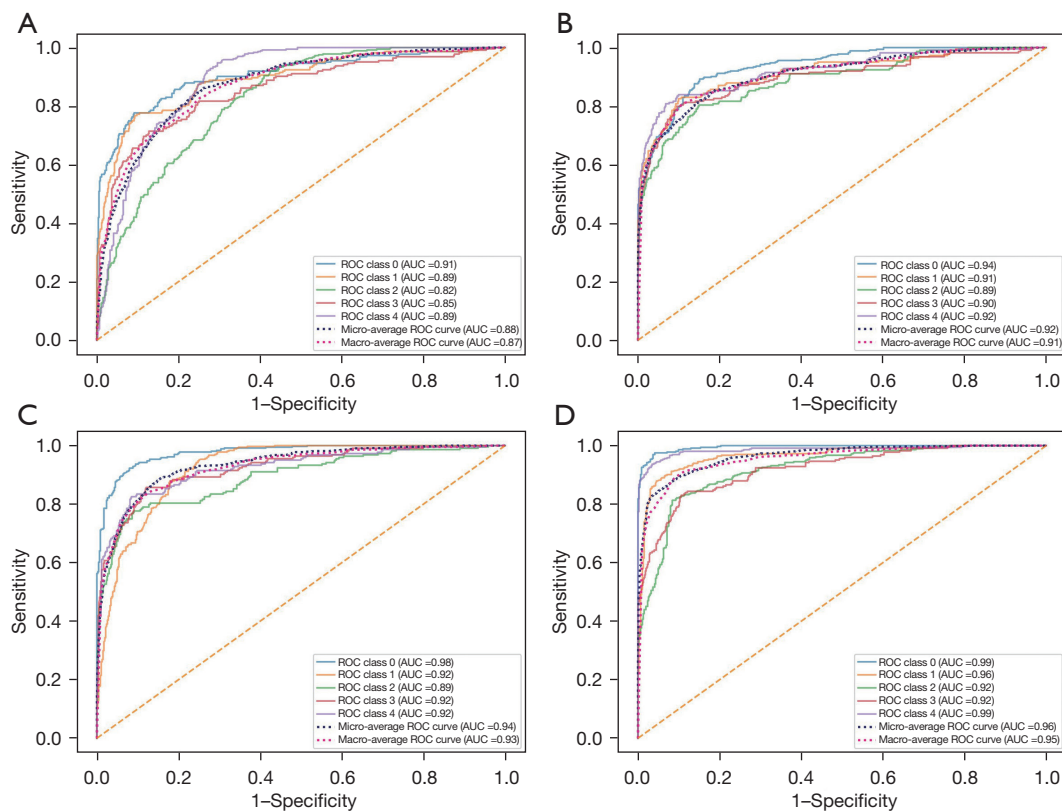 A
1.0
0.8
0.6
0.4
0.2
0.0
Sensitivity
ROC class 0 (AUC =0.91)
ROC class 1 (AUC =0.89)
ROC class 2 (AUC =0.82)
ROC class 3 (AUC =0.85)
ROC class 4 (AUC =0.89)
Micro-average ROC curve (AUC =0.88)
Macro-average ROC curve (AUC =0.87)
0.0 0.2 0.4 0.6 0.8 1.0
1–Specificity
B
1.0
0.8
0.6
0.4
0.2
0.0
Sensitivity
ROC class 0 (AUC =0.94)
ROC class 1 (AUC =0.91)
ROC class 2 (AUC =0.89)
ROC class 3 (AUC =0.90)
ROC class 4 (AUC =0.92)
Micro-average ROC curve (AUC =0.92)
Macro-average ROC curve (AUC =0.91)
0.0 0.2 0.4 0.6 0.8 1.0
1–Specificity
C
1.0
0.8
0.6
0.4
0.2
0.0
Sensitivity
ROC class 0 (AUC =0.98)
ROC class 1 (AUC =0.92)
ROC class 2 (AUC =0.89)
ROC class 3 (AUC =0.92)
ROC class 4 (AUC =0.92)
Micro-average ROC curve (AUC =0.94)
Macro-average ROC curve (AUC =0.93)
0.0 0.2 0.4 0.6 0.8 1.0
1–Specificity
D
1.0
0.8
0.6
0.4
0.2
0.0
Sensitivity
ROC class 0 (AUC =0.99)
ROC class 1 (AUC =0.96)
ROC class 2 (AUC =0.92)
ROC class 3 (AUC =0.92)
ROC class 4 (AUC =0.99)
Micro-average ROC curve (AUC =0.96)
Macro-average ROC curve (AUC =0.95)
0.0 0.2 0.4 0.6 0.8 1.0
1–Specificity